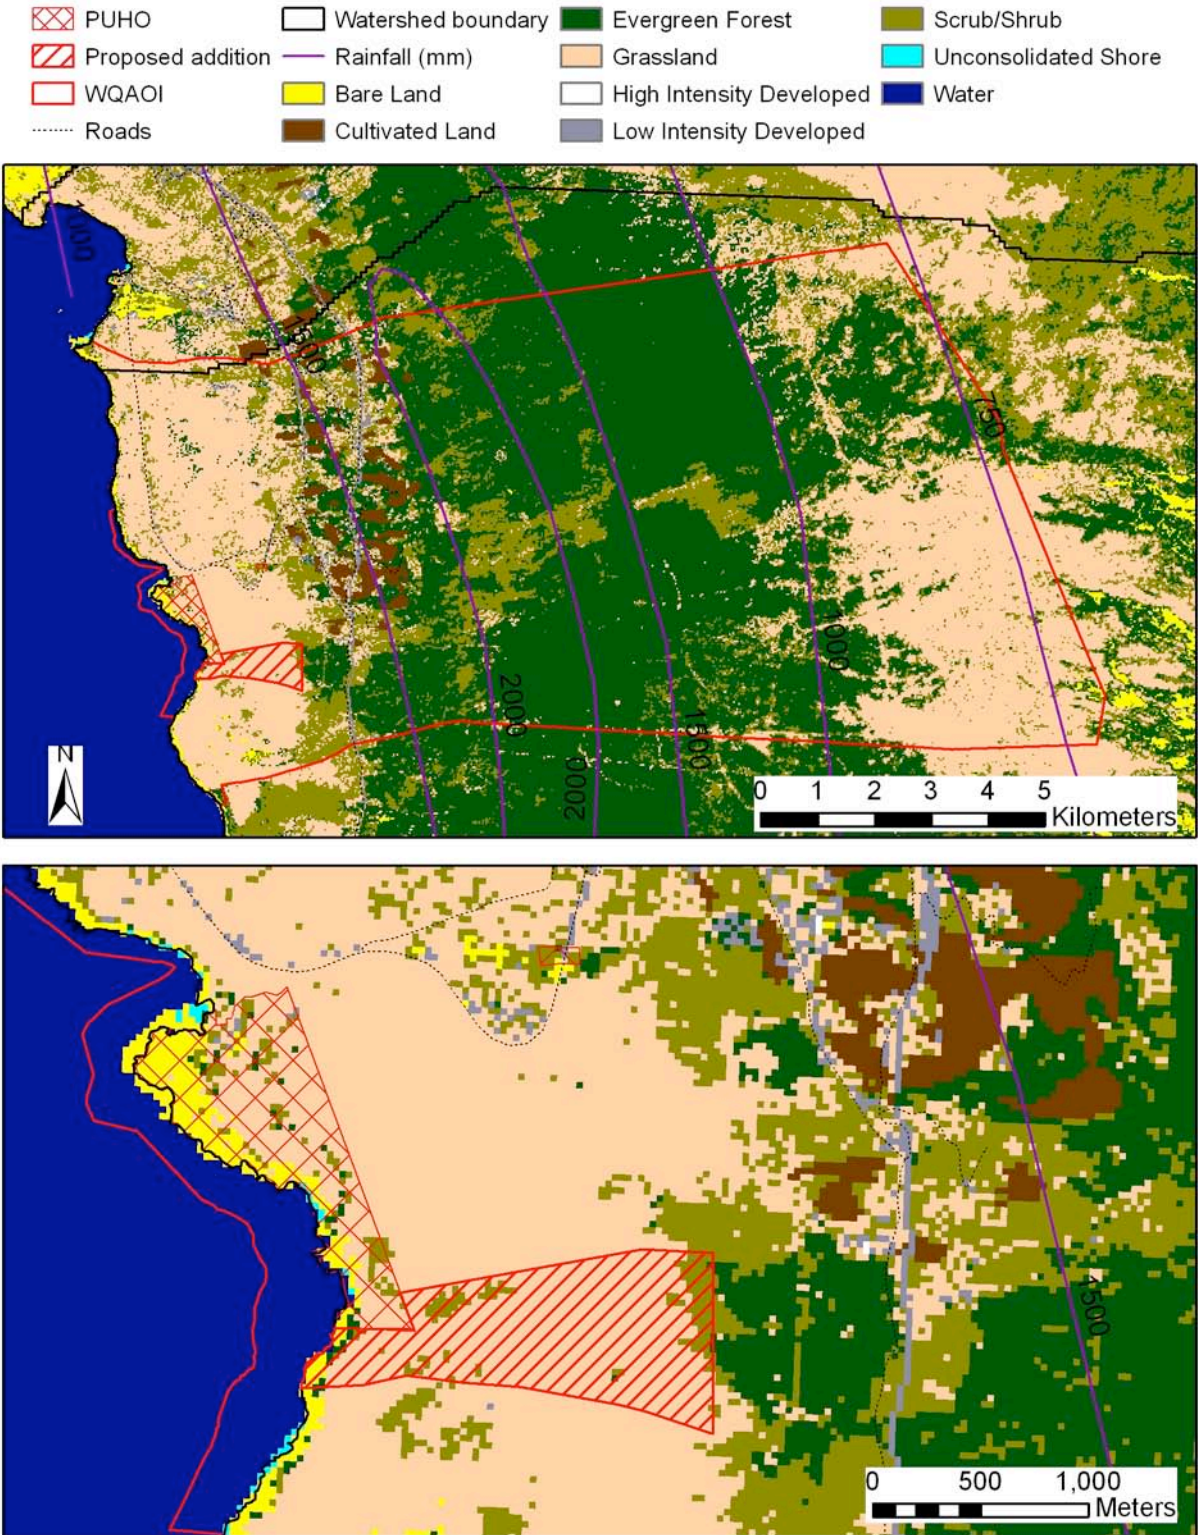 PUHO
Watershed boundary
Evergreen Forest
Scrub/Shrub
Proposed addition
Rainfall (mm)
Grassland
Unconsolidated Shore
WQAOI
Bare Land
High Intensity Developed
Water
Roads
Cultivated Land
Low Intensity Developed
1500
750
1000
2000
1500
2000
N
0 1 2 3 4 5
Kilometers
1500
0 500 1,000
Meters